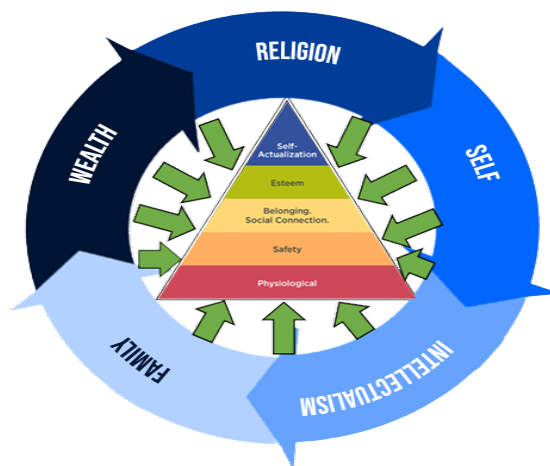 RELIGION
SELF
INTELLECTUALISM
FAMILY
WEALTH
Self-
Actualization
Esteem
Belonging.
Social Connection.
Safety
Physiological